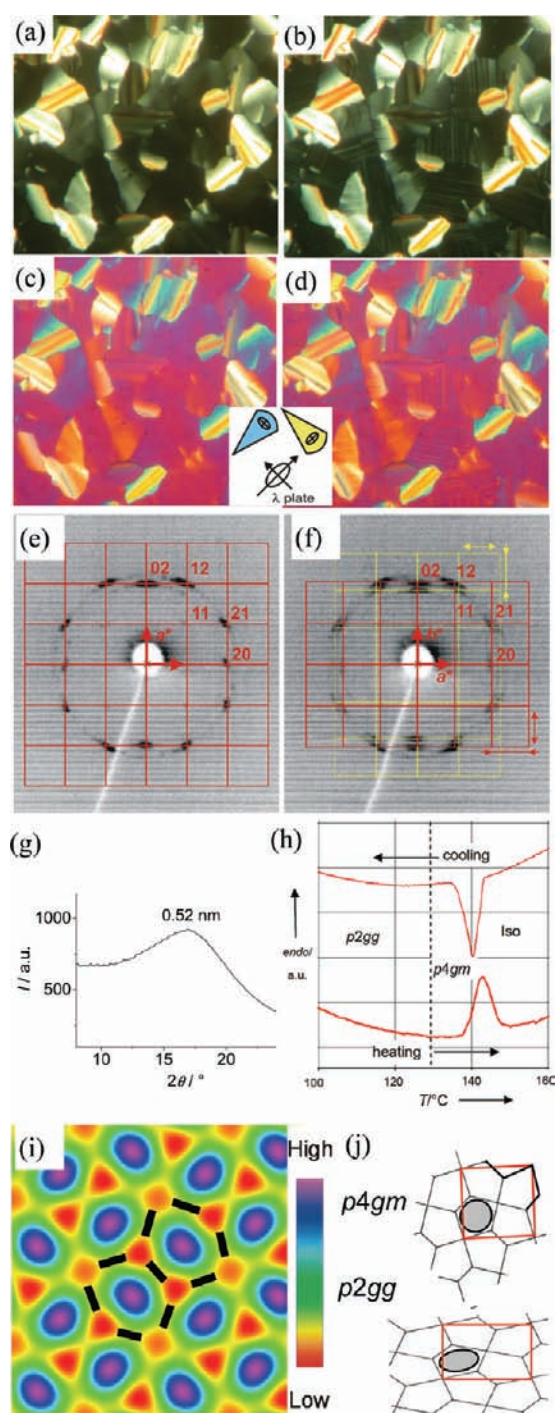 (a)
(b)
(c)
(d)
λ plate
(e)
02 12
11 21
20
a*
(f)
02 12
11 21
20
b*
a*
(g)
0.52 nm
1000
500
I / a.u.
10 15 20
2θ / °
(h)
cooling
endo/
a.u.
p2gg
p4gm
Iso
heating
100 120 140 160
T/°C
(i)
High
Low
(j)
p4gm
p2gg